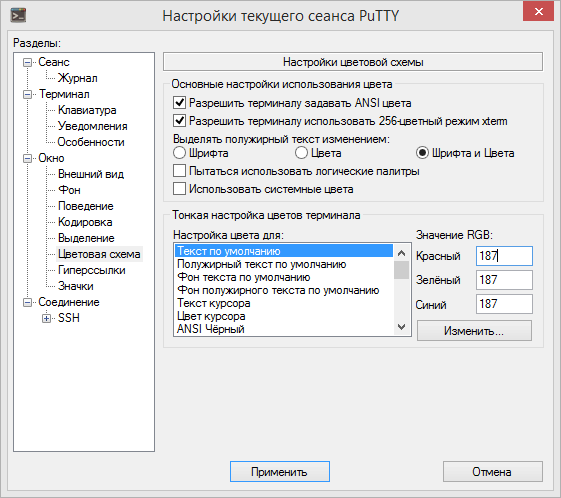 Настройки текущего сеанса PuTTY
Разделы:
Сеанс
Журнал
Терминал
Клавиатура
Уведомления
Особенности
Окно
Внешний вид
Фон
Поведение
Кодировка
Выделение
Цветовая схема
Гиперссылки
Значки
Соединение
SSH
Настройки цветовой схемы
Основные настройки использования цвета
Разрешить терминалу задавать ANSI цвета
Разрешить терминалу использовать 256-цветный режим xterm
Выделять полужирный текст изменением:
Шрифта Цвета Шрифта и Цвета
Пытаться использовать логические палитры
Использовать системные цвета
Тонкая настройка цветов терминала
Настройка цвета для:
Текст по умолчанию
Полужирный текст по умолчанию
Фон текста по умолчанию
Фон полужирного текста по умолчанию
Текст курсора
Цвет курсора
ANSI Чёрный
Значение RGB:
Красный 187
Зелёный 187
Синий 187
Изменить...
Применить Отмена